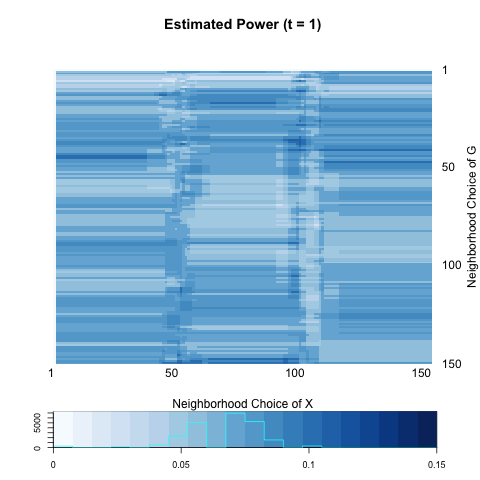 Estimated Power (t = 1)
1
50
100
150
Neighborhood Choice of G
1 50 100 150
Neighborhood Choice of X
0 5000
0 0.05 0.1 0.15